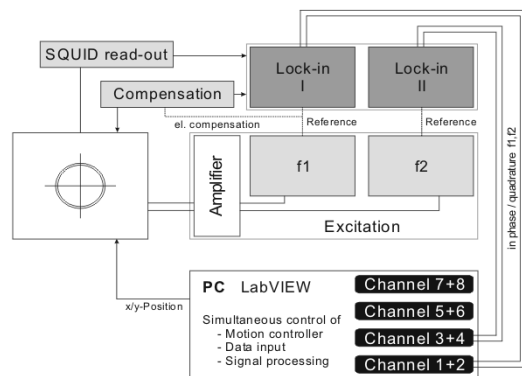 SQUID read-out
Lock-in
I
Lock-in
II
Compensation
el. compensation
Reference
Reference
Amplifier
f1
f2
Excitation
in phase / quadrature f1,f2
x/y-Position
PC LabVIEW
Simultaneous control of
- Motion controller
- Data input
- Signal processing
Channel 7+8
Channel 5+6
Channel 3+4
Channel 1+2